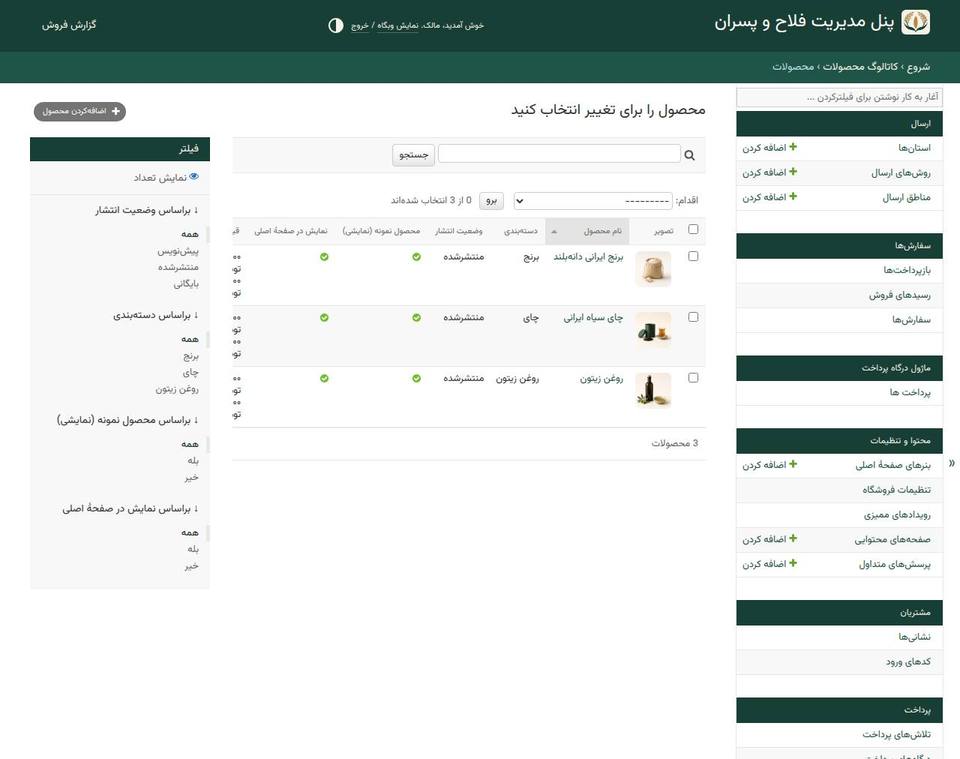 پنل مدیریت فلاح و پسران
خوش آمدید، مالک. نمایش وبگاه / خروج
گزارش فروش
شروع › کاتالوگ محصولات › محصولات
آغار به کار نوشتن برای فیلترکردن ...
ارسال
استان‌ها
اضافه کردن
روش‌های ارسال
اضافه کردن
مناطق ارسال
اضافه کردن
سفارش‌ها
بازپرداخت‌ها
رسیدهای فروش
سفارش‌ها
ماژول درگاه پرداخت
پرداخت ها
محتوا و تنظیمات
بنرهای صفحهٔ اصلی
اضافه کردن
تنظیمات فروشگاه
رویدادهای ممیزی
صفحه‌های محتوایی
اضافه کردن
پرسش‌های متداول
اضافه کردن
مشتریان
نشانی‌ها
کدهای ورود
پرداخت
تلاش‌های پرداخت
«
محصول را برای تغییر انتخاب کنید
اضافه‌کردن محصول
جستجو
اقدام: --------- برو 0 از 3 انتخاب شده‌اند
تصویر نام محصول دسته‌بندی وضعیت انتشار محصول نمونه (نمایشی) نمایش در صفحهٔ اصلی
برنج ایرانی دانه‌بلند برنج منتشرشده
چای سیاه ایرانی چای منتشرشده
روغن زیتون روغن زیتون منتشرشده
3 محصولات
فیلتر
نمایش تعداد
↓ براساس وضعیت انتشار
همه
پیش‌نویس
منتشرشده
بایگانی
↓ براساس دسته‌بندی
همه
برنج
چای
روغن زیتون
↓ براساس محصول نمونه (نمایشی)
همه
بله
خیر
↓ براساس نمایش در صفحهٔ اصلی
همه
بله
خیر